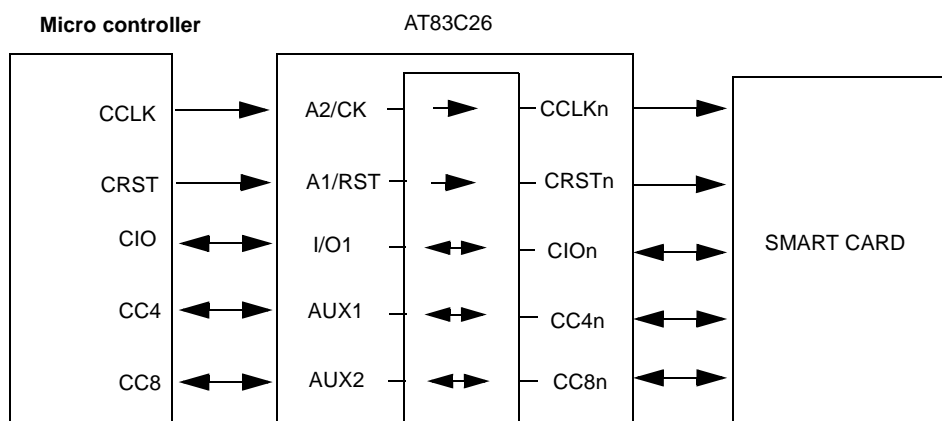 Micro controller
AT83C26
CCLK
A2/CK
CCLKn
CRST
A1/RST
CRSTn
CIO
I/O1
CIOn
SMART CARD
CC4
AUX1
CC4n
CC8
AUX2
CC8n